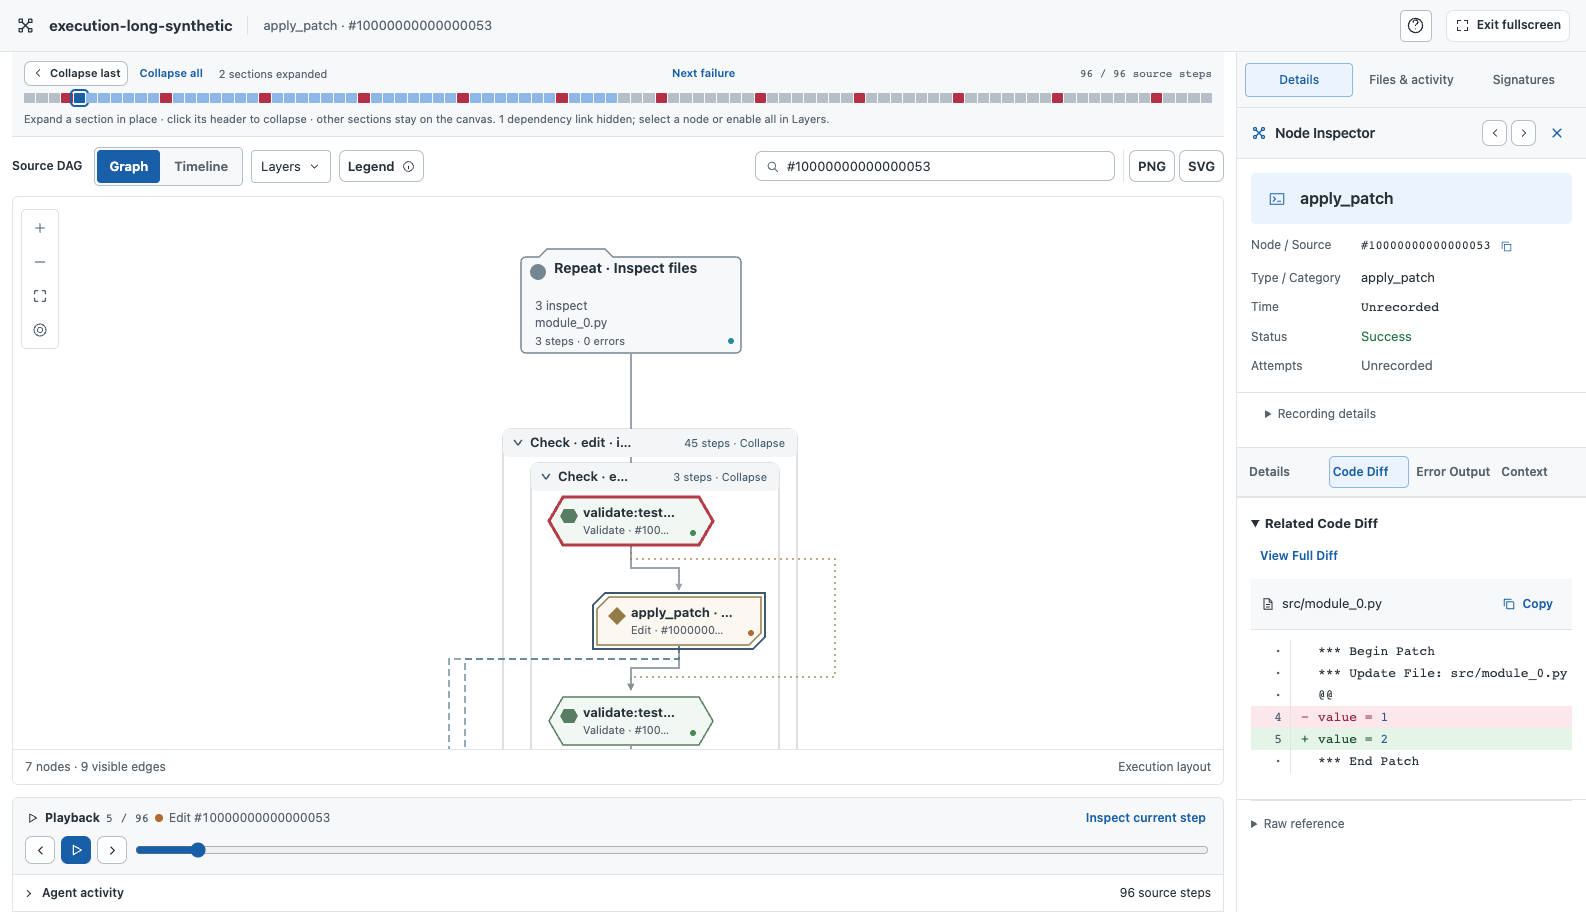 execution-long-synthetic
apply_patch · #10000000000000053
Exit fullscreen
Collapse last
Collapse all
2 sections expanded
Next failure
96 / 96 source steps
Expand a section in place · click its header to collapse · other sections stay on the canvas. 1 dependency link hidden; select a node or enable all in Layers.
Source DAG
Graph
Timeline
Layers
Legend
#10000000000000053
PNG
SVG
Repeat · Inspect files
3 inspect
module_0.py
3 steps · 0 errors
Check · edit · i...
45 steps · Collapse
Check · e...
3 steps · Collapse
validate:test...
Validate · #100...
apply_patch · ...
Edit · #1000000...
validate:test...
Validate · #100...
7 nodes · 9 visible edges
Execution layout
Playback 5 / 96 Edit #10000000000000053
Inspect current step
Agent activity
96 source steps
Details
Files & activity
Signatures
Node Inspector
apply_patch
Node / Source #10000000000000053
Type / Category apply_patch
Time Unrecorded
Status Success
Attempts Unrecorded
Recording details
Details
Code Diff
Error Output
Context
Related Code Diff
View Full Diff
src/module_0.py
Copy
· *** Begin Patch
· *** Update File: src/module_0.py
· @@
4 - value = 1
5 + value = 2
· *** End Patch
Raw reference